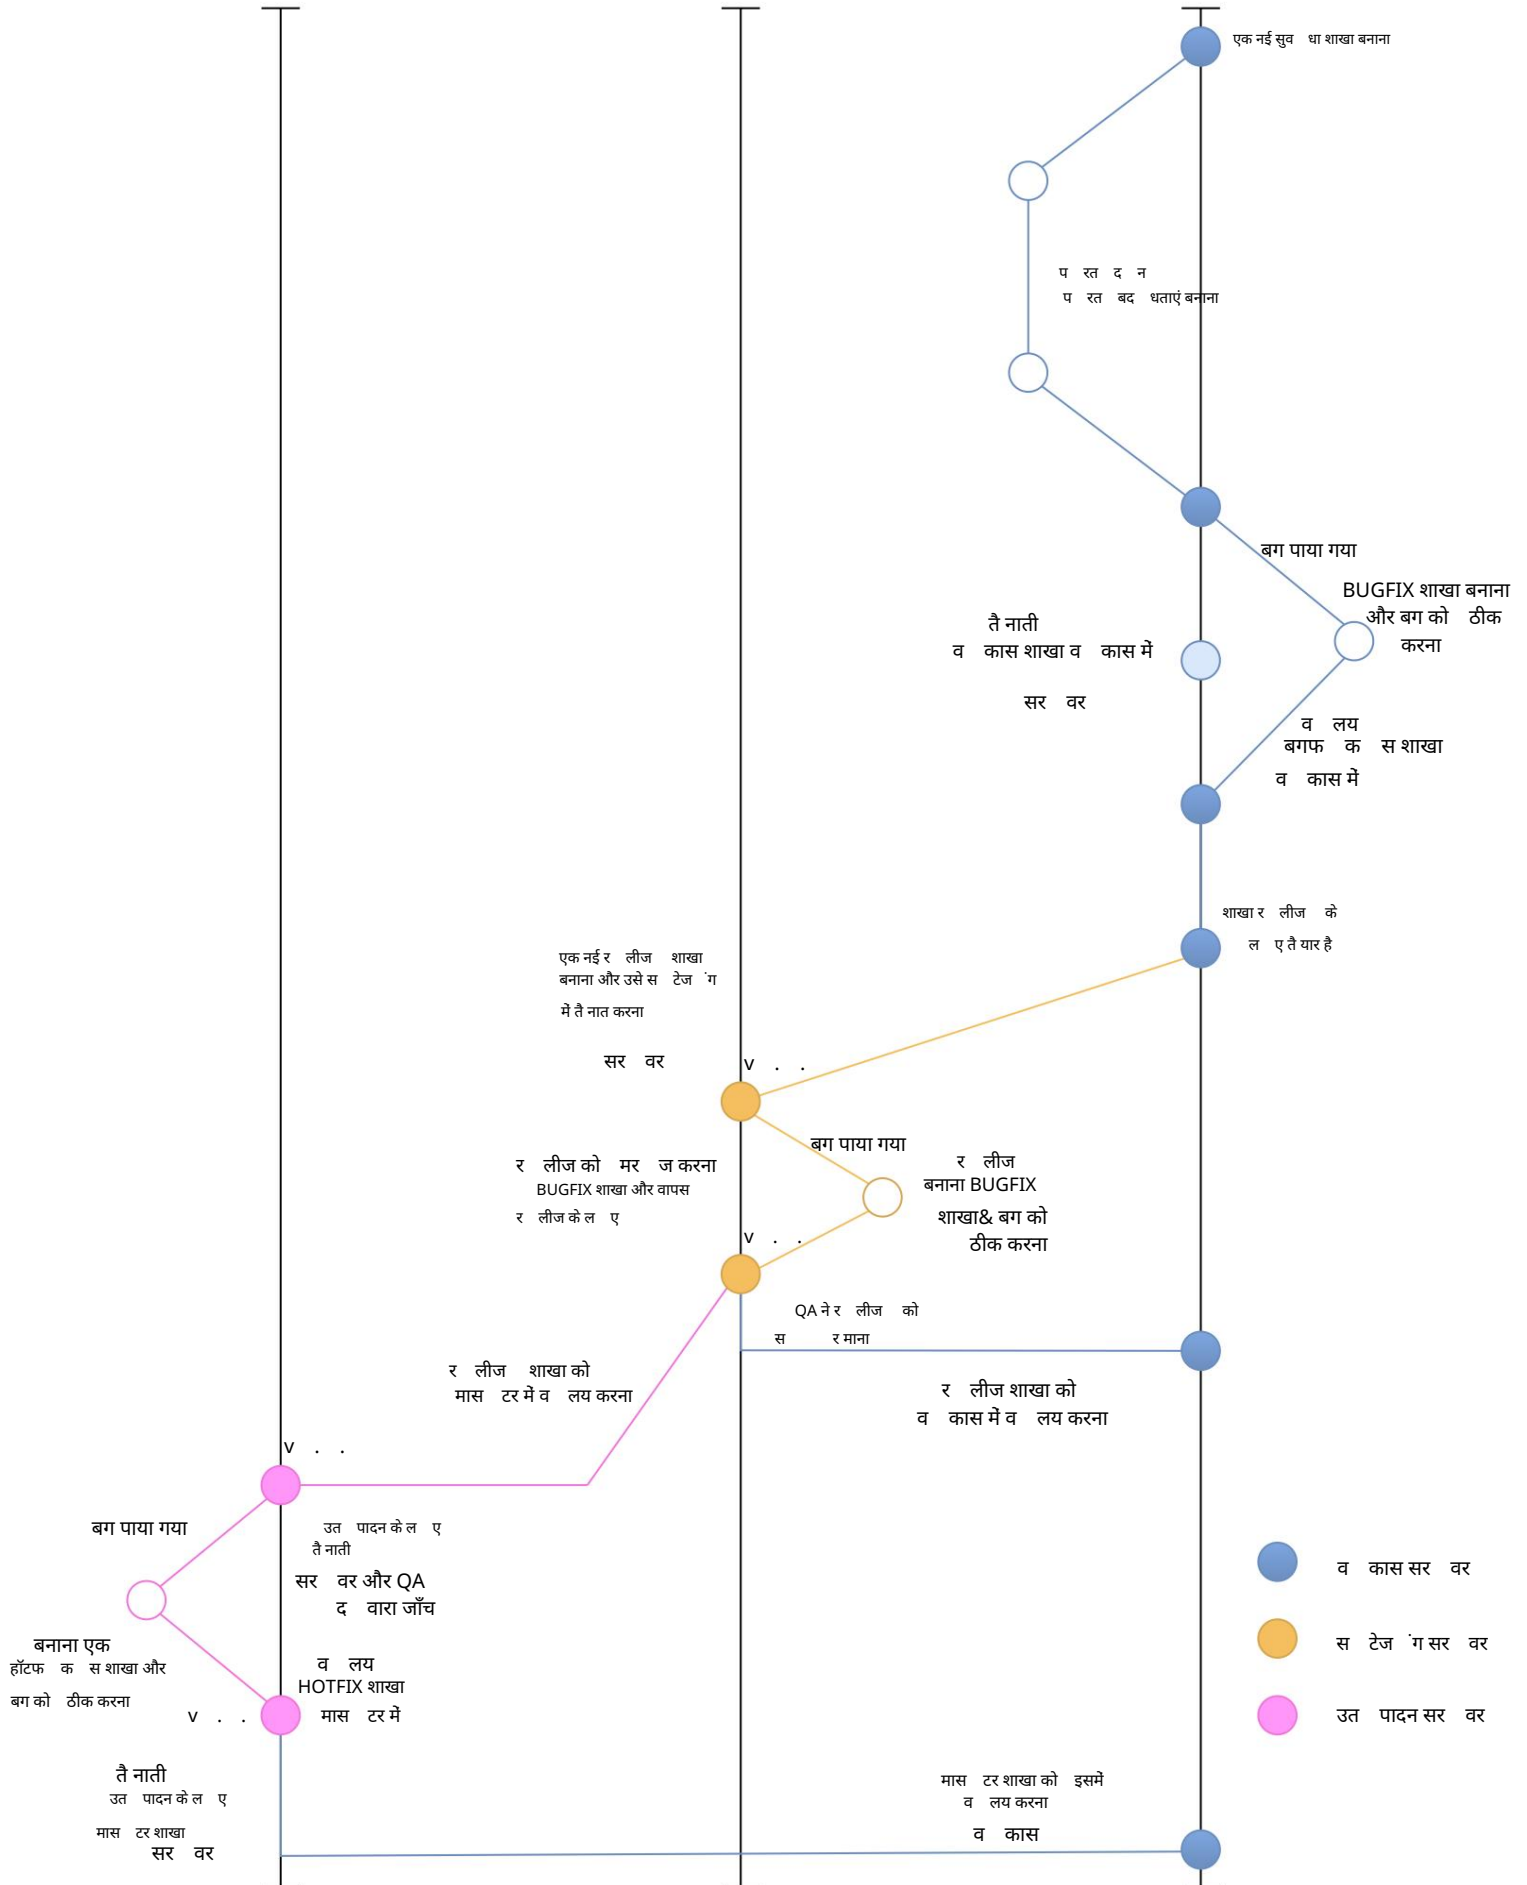 एक नई सुव धा शाखा बनाना
प रत द न
प रत बद धताएं बनाना
बग पाया गया
BUGFIX शाखा बनाना
और बग को ठीक
करना
तै नाती
व कास शाखा व कास में
सर वर
व लय
बगफ क स शाखा
व कास में
शाखा र लीज के
ल ए तै यार है
एक नई र लीज शाखा
बनाना और उसे स टेज ंग
में तै नात करना
सर वर
v . .
बग पाया गया
र लीज
बनाना BUGFIX
शाखा& बग को
ठीक करना
र लीज को मर ज करना
BUGFIX शाखा और वापस
र लीज के ल ए
v . .
QA ने र लीज को
स र माना
र लीज शाखा को
मास टर में व लय करना
र लीज शाखा को
व कास में व लय करना
v . .
बग पाया गया
उत पादन के ल ए
तै नाती
सर वर और QA
द वारा जाँच
बनाना एक
हॉटफ क स शाखा और
बग को ठीक करना
व लय
HOTFIX शाखा
मास टर में
v . .
व कास सर वर
स टेज ंग सर वर
उत पादन सर वर
तै नाती
उत पादन के ल ए
मास टर शाखा
सर वर
मास टर शाखा को इसमें
व लय करना
व कास